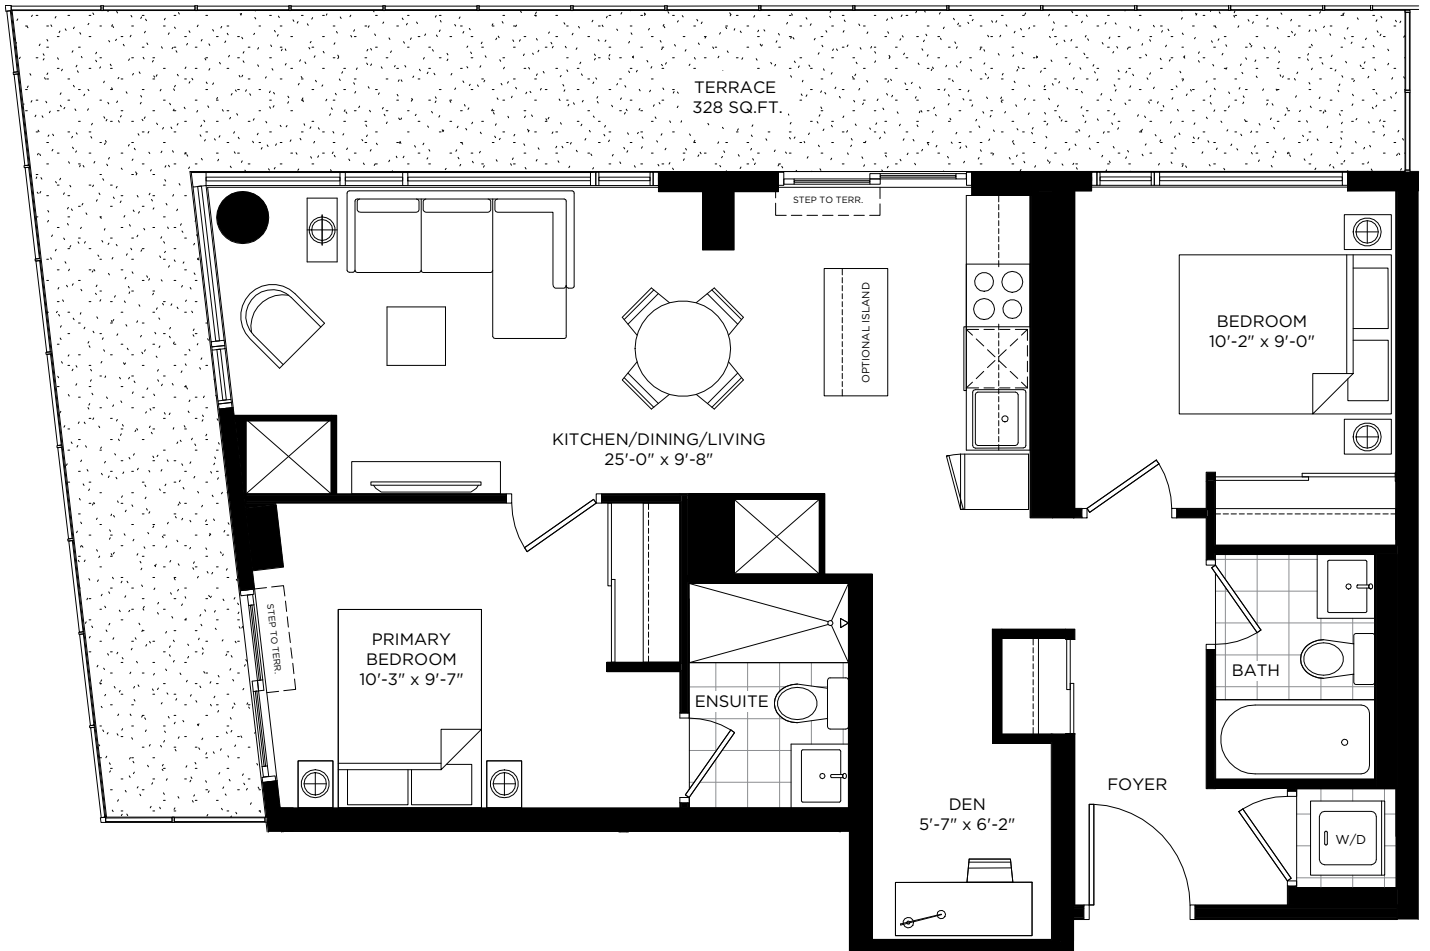 TERRACE
328 SQ.FT.
STEP TO TERR.
OPTIONAL ISLAND
BEDROOM
10'-2" x 9'-0"
KITCHEN/DINING/LIVING
25'-0" x 9'-8"
STEP TO TERR.
PRIMARY
BEDROOM
10'-3" x 9'-7"
ENSUITE
BATH
FOYER
DEN
5'-7" x 6'-2"
W/D